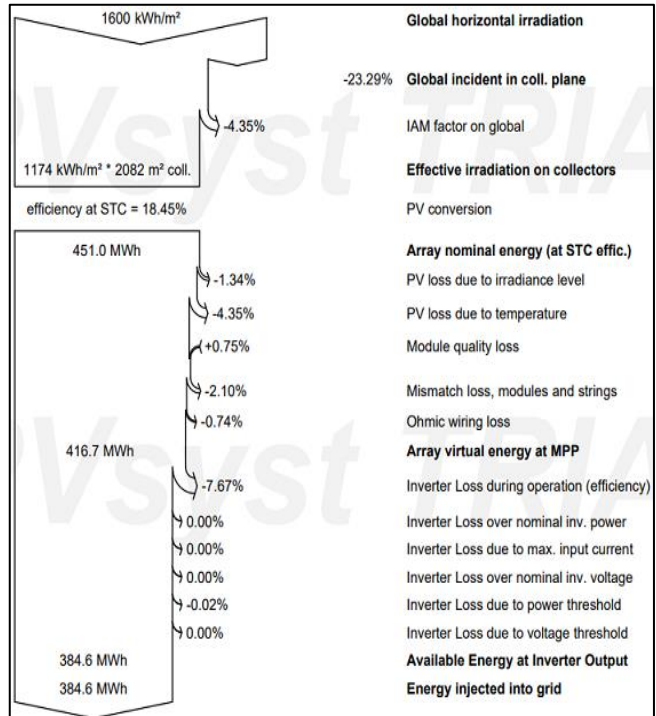 1600 kWh/m² Global horizontal irradiation
-23.29% Global incident in coll. plane
-4.35% IAM factor on global
1174 kWh/m² * 2082 m² coll. Effective irradiation on collectors
efficiency at STC = 18.45% PV conversion
451.0 MWh Array nominal energy (at STC effic.)
-1.34% PV loss due to irradiance level
-4.35% PV loss due to temperature
+0.75% Module quality loss
-2.10% Mismatch loss, modules and strings
-0.74% Ohmic wiring loss
416.7 MWh Array virtual energy at MPP
-7.67% Inverter Loss during operation (efficiency)
0.00% Inverter Loss over nominal inv. power
0.00% Inverter Loss due to max. input current
0.00% Inverter Loss over nominal inv. voltage
-0.02% Inverter Loss due to power threshold
0.00% Inverter Loss due to voltage threshold
384.6 MWh Available Energy at Inverter Output
384.6 MWh Energy injected into grid
PVsyst TRIA
PVsyst TRIA